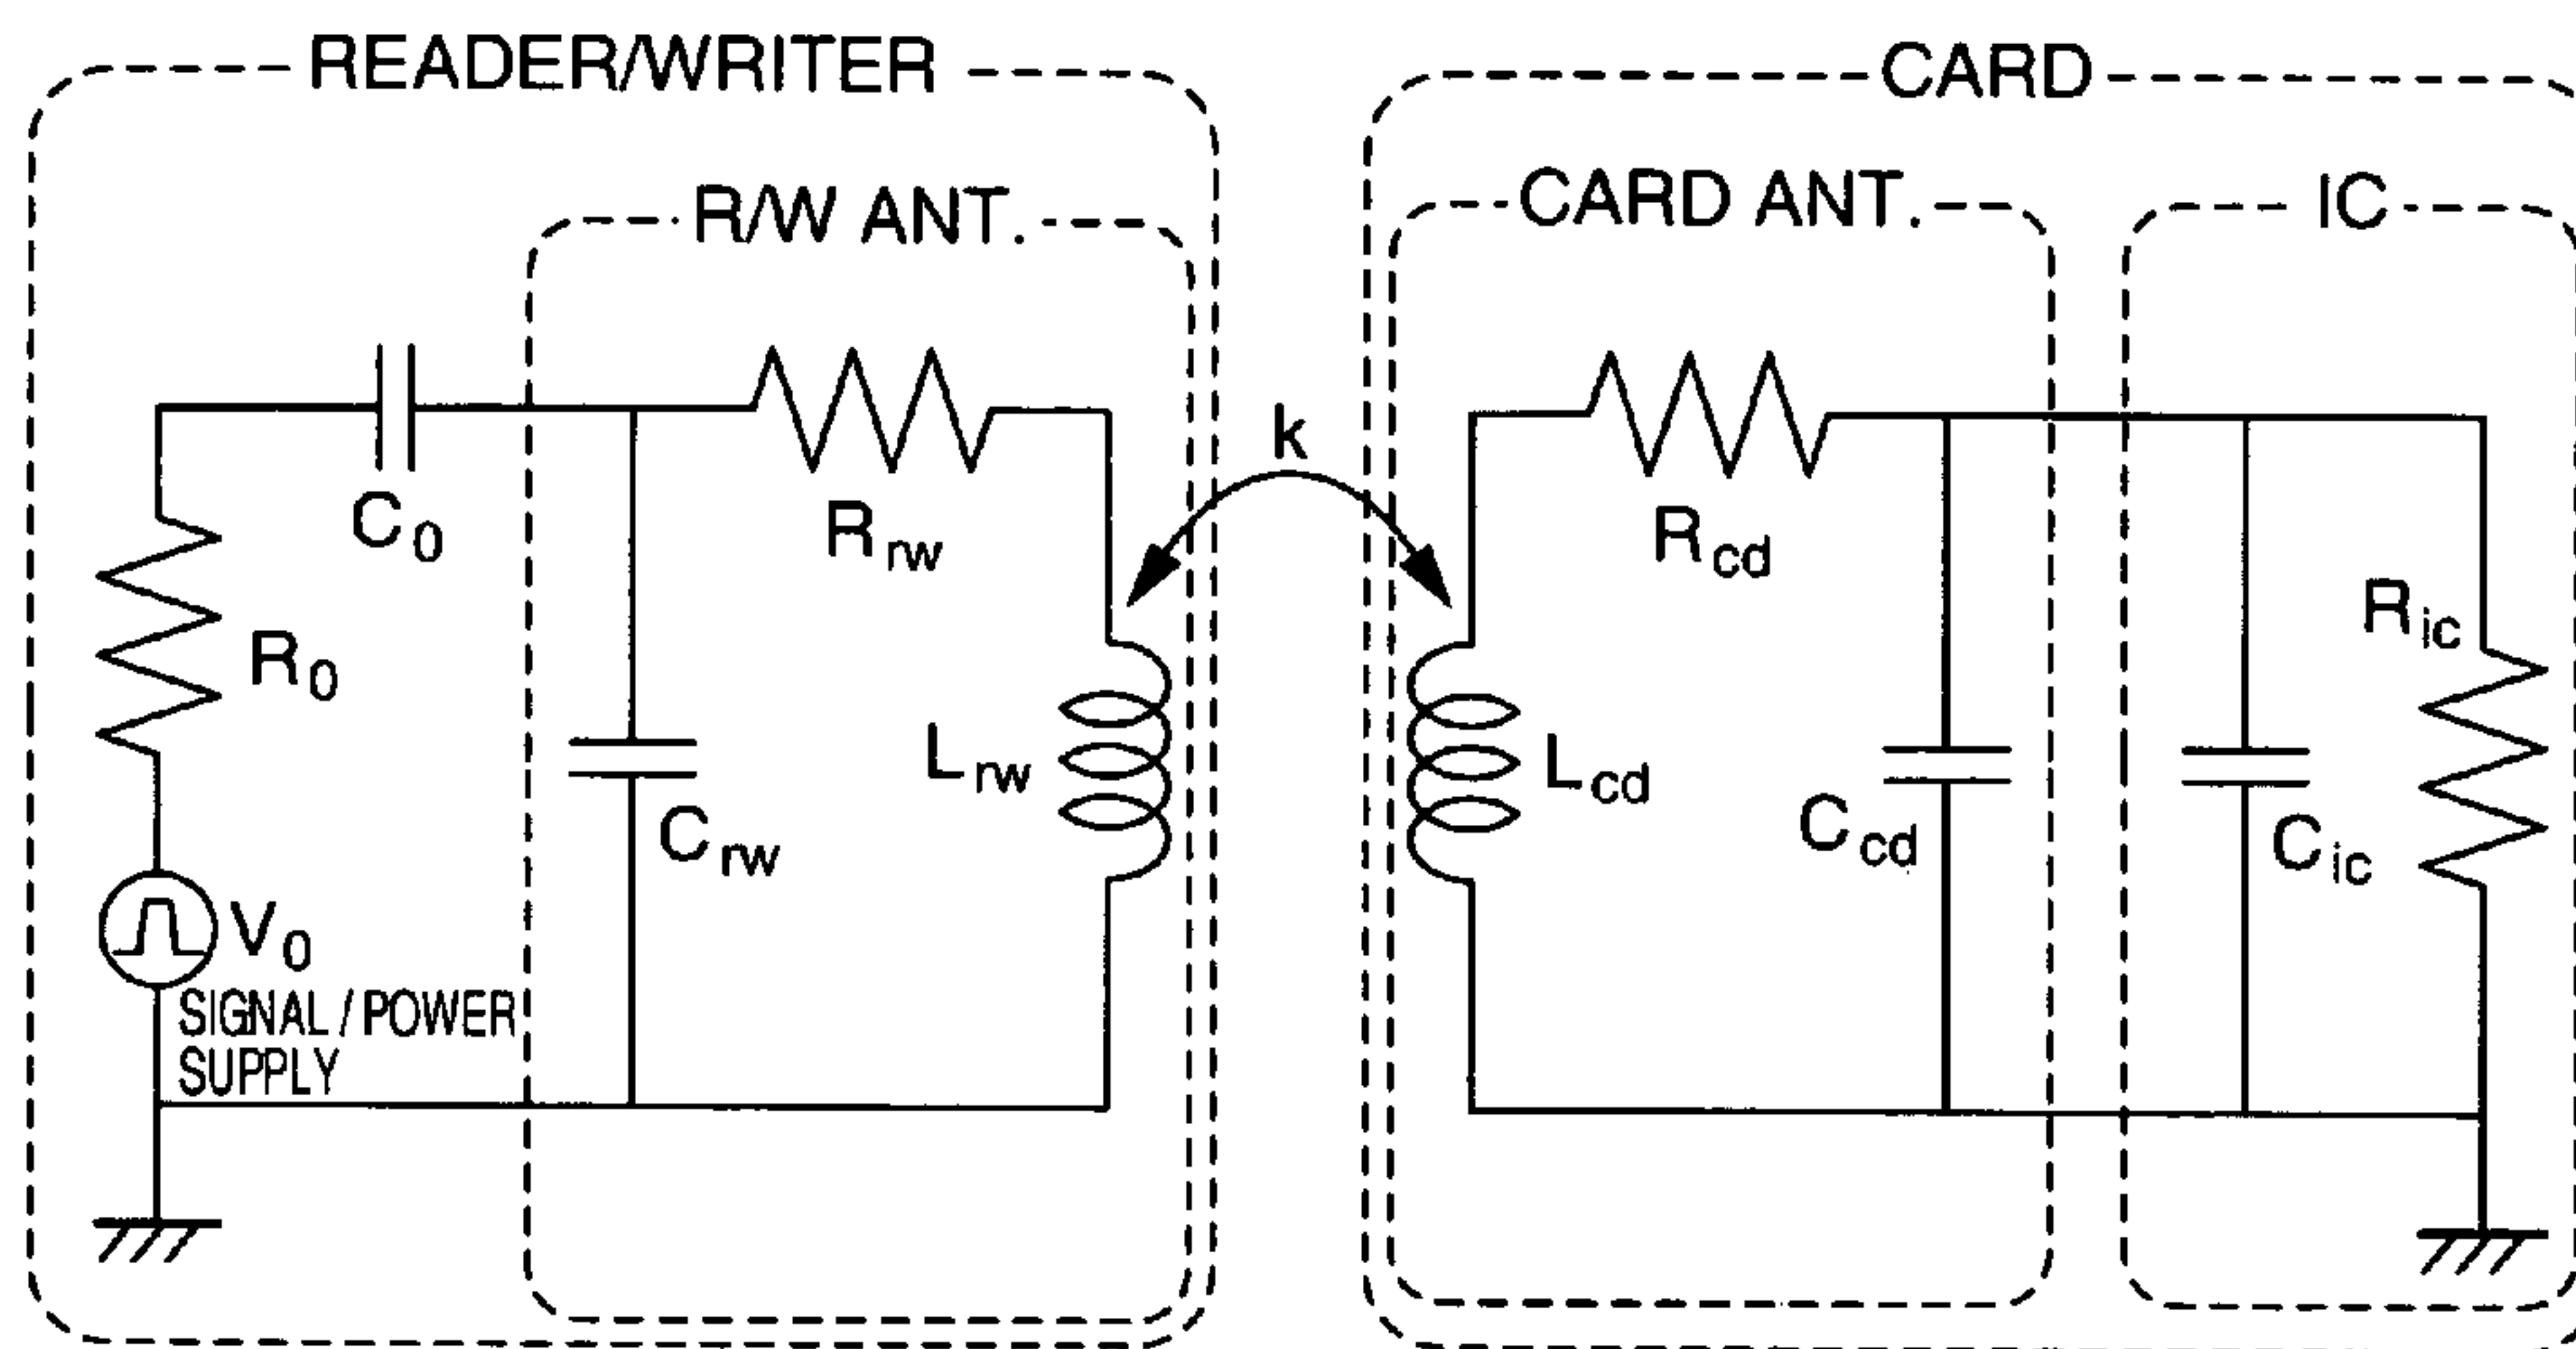 READER/WRITER
CARD
R/W ANT.
CARD ANT.
IC
C0
Rrw
k
Rcd
Ric
R0
Lrw
Lcd
Crw
Ccd
Cic
V0
SIGNAL / POWER
SUPPLY